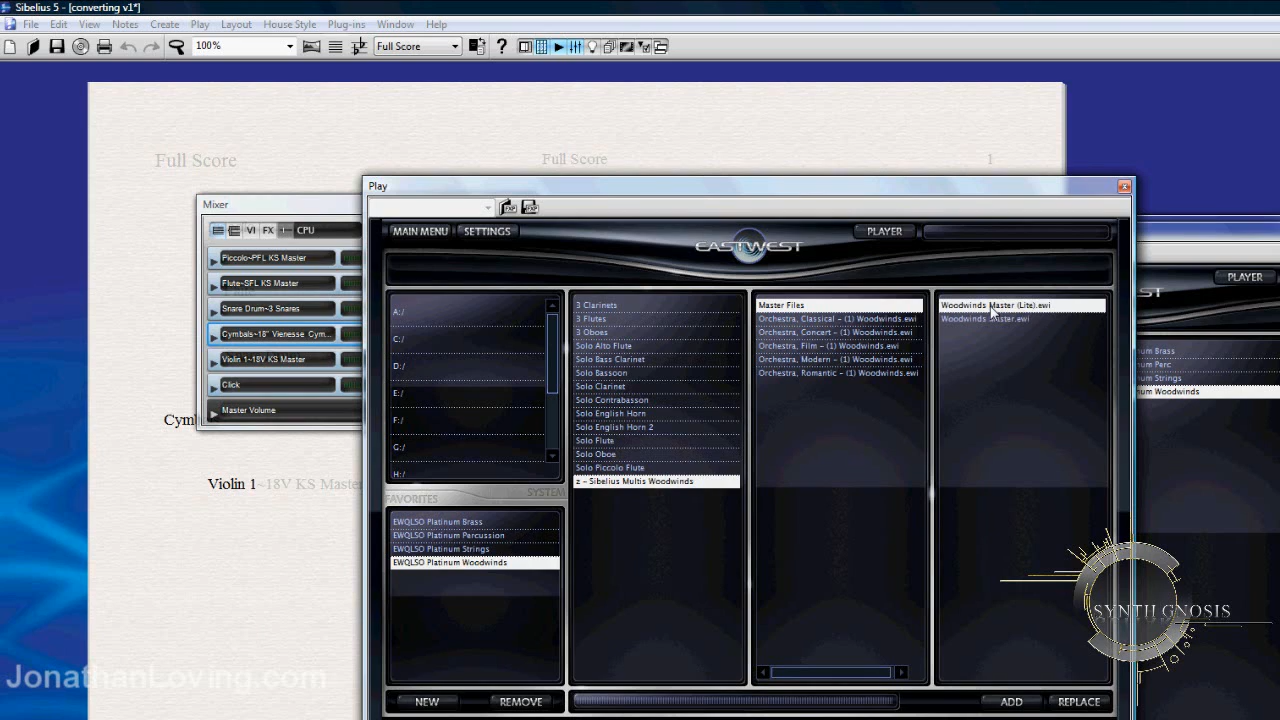 Sibelius 5 - [converting v1*]
File Edit View Notes Create Play Layout House Style Plug-ins Window Help
100% Full Score
Full Score Full Score 1
Mixer
VI FX CPU
Piccolo~PFL KS Master
Flute~SFL KS Master
Snare Drum~3 Snares
Cymbals~18" Vienesse Cym...
Violin 1~18V KS Master
Click
Master Volume
Cym
Violin 1~18V KS Master
Play
MAIN MENU SETTINGS EASTWEST PLAYER
A:/
C:/
D:/
E:/
F:/
G:/
H:/
FAVORITES SYSTEM
EWQLSO Platinum Brass
EWQLSO Platinum Percussion
EWQLSO Platinum Strings
EWQLSO Platinum Woodwinds
3 Clarinets
3 Flutes
3 Oboes
Solo Alto Flute
Solo Bass Clarinet
Solo Bassoon
Solo Clarinet
Solo Contrabasson
Solo English Horn
Solo English Horn 2
Solo Flute
Solo Oboe
Solo Piccolo Flute
z - Sibelius Multis Woodwinds
Master Files
Orchestra, Classical - (1) Woodwinds.ewi
Orchestra, Concert - (1) Woodwinds.ewi
Orchestra, Film - (1) Woodwinds.ewi
Orchestra, Modern - (1) Woodwinds.ewi
Orchestra, Romantic - (1) Woodwinds.ewi
Woodwinds Master (Lite).ewi
Woodwinds Master.ewi
NEW REMOVE ADD REPLACE
ST PLAYER
num Brass
num Perc
num Strings
num Woodwinds
SYNTH GNOSIS
JonathanLoving.com